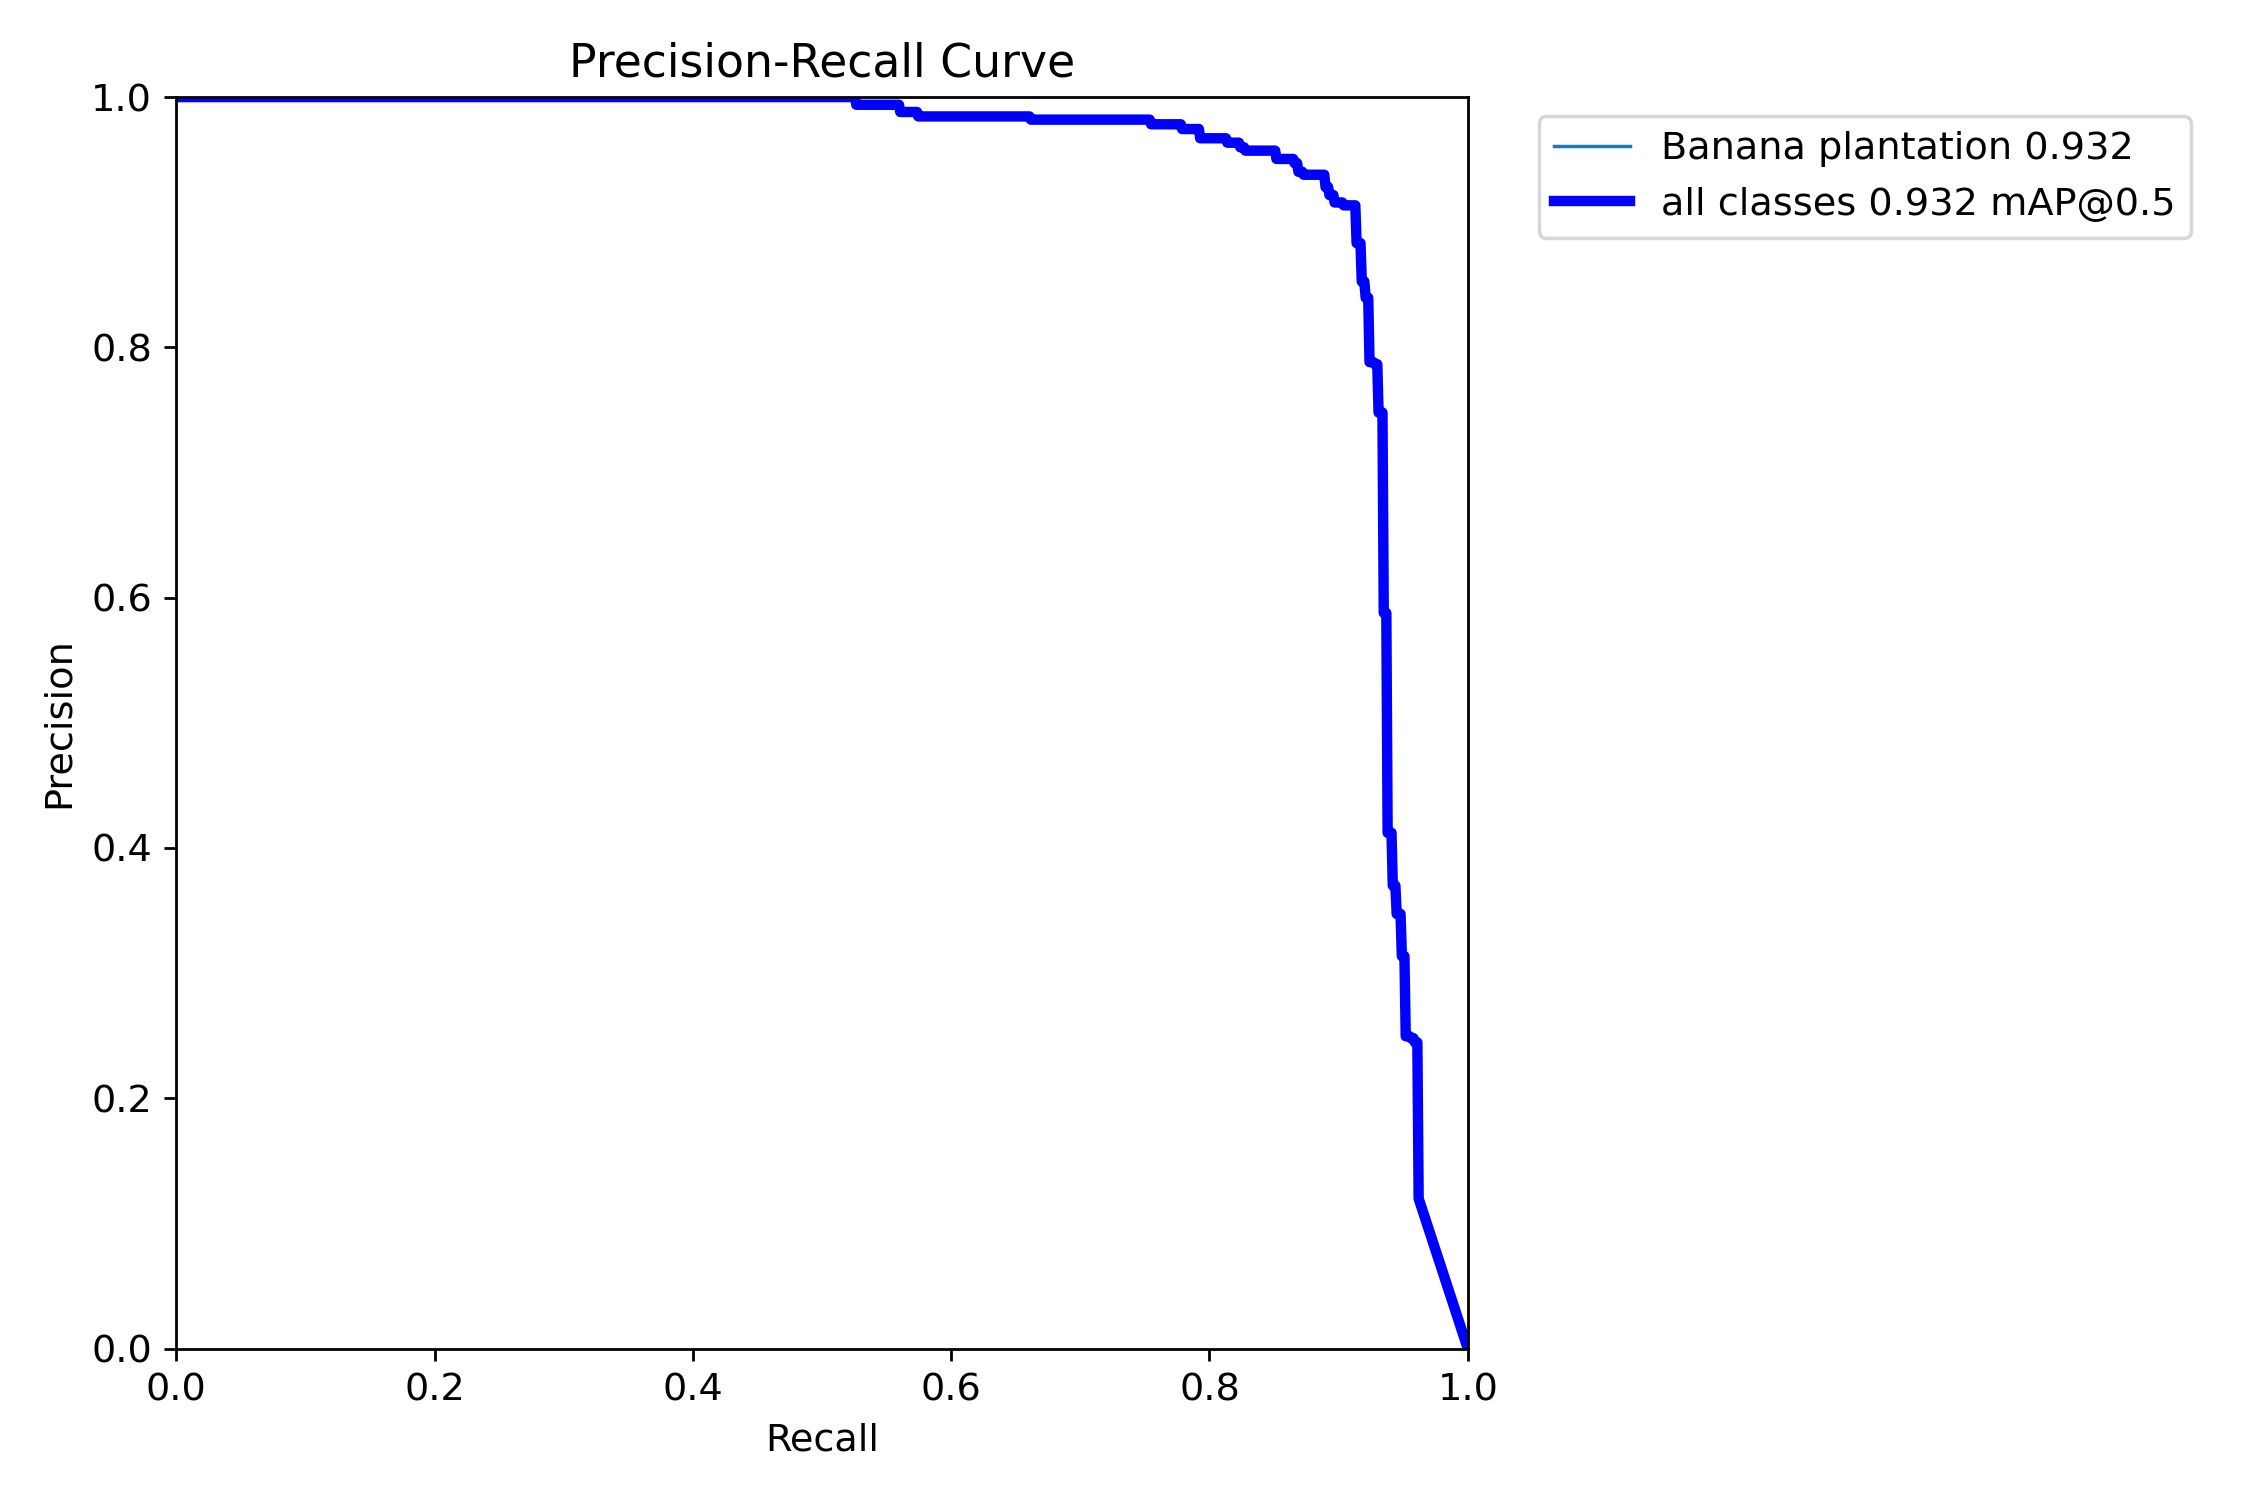 Precision-Recall Curve
1.0
0.8
0.6
0.4
0.2
0.0
Precision
0.0 0.2 0.4 0.6 0.8 1.0
Recall
Banana plantation 0.932
all classes 0.932 mAP@0.5